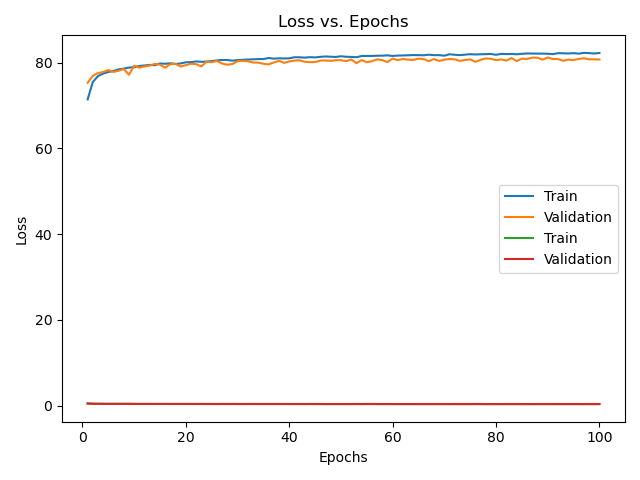 Loss vs. Epochs
80
60
40
20
0
Loss
Train
Validation
Train
Validation
0 20 40 60 80 100
Epochs